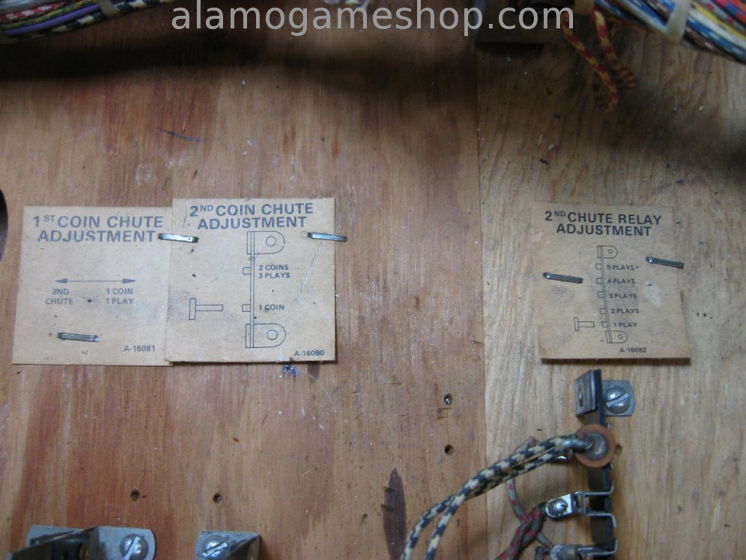 alamogameshop.com
1ST COIN CHUTE
ADJUSTMENT
2ND 1 COIN
CHUTE 1 PLAY
A-16081
2ND COIN CHUTE
ADJUSTMENT
2 COINS
3 PLAYS
1 COIN
A-16080
2ND CHUTE RELAY
ADJUSTMENT
5 PLAYS
4 PLAYS
3 PLAYS
2 PLAYS
1 PLAY
A-16082